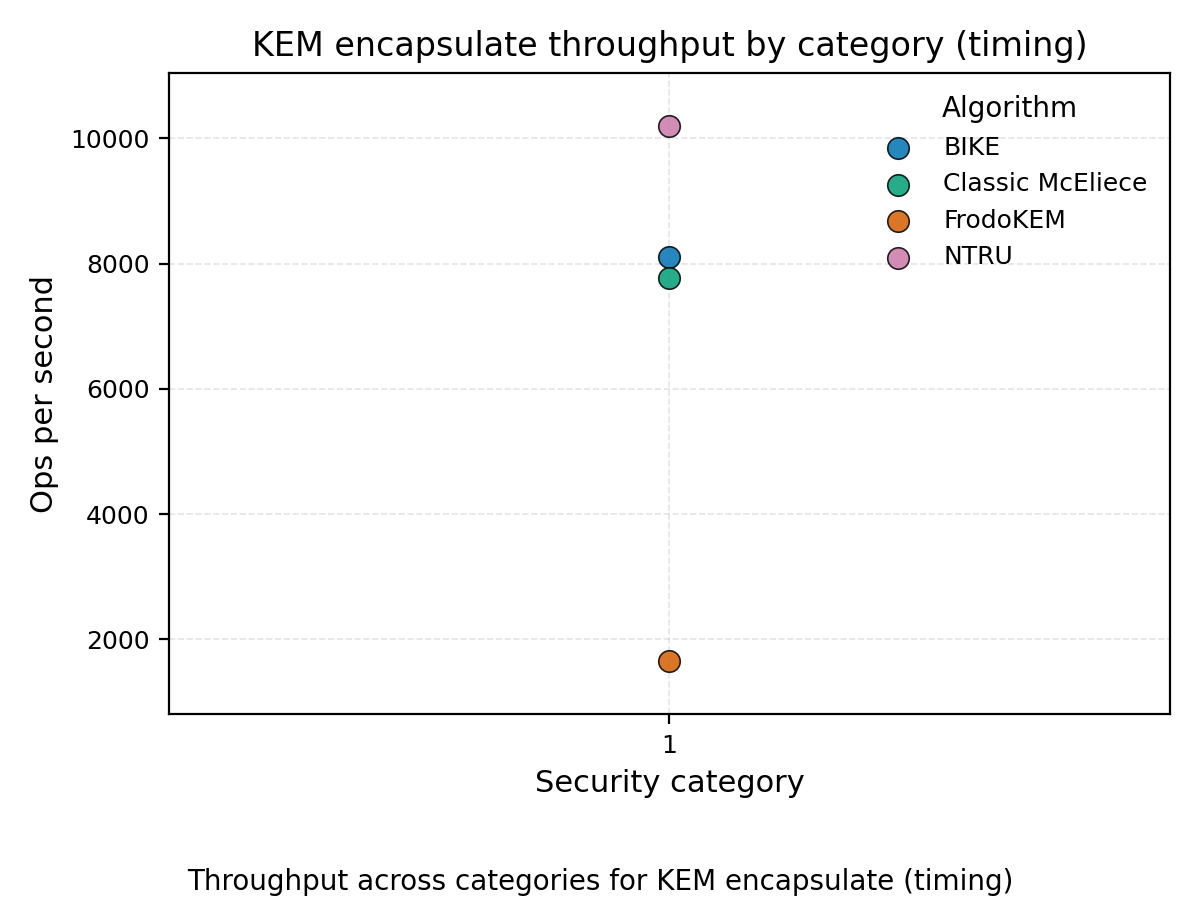 KEM encapsulate throughput by category (timing)
Algorithm
BIKE
Classic McEliece
FrodoKEM
NTRU
Ops per second
10000
8000
6000
4000
2000
1
Security category
Throughput across categories for KEM encapsulate (timing)